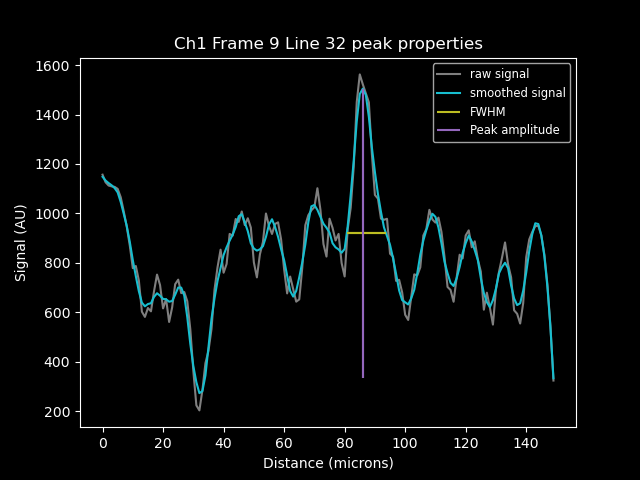 Ch1 Frame 9 Line 32 peak properties
raw signal
smoothed signal
FWHM
Peak amplitude
Signal (AU)
1600
1400
1200
1000
800
600
400
200
0 20 40 60 80 100 120 140
Distance (microns)